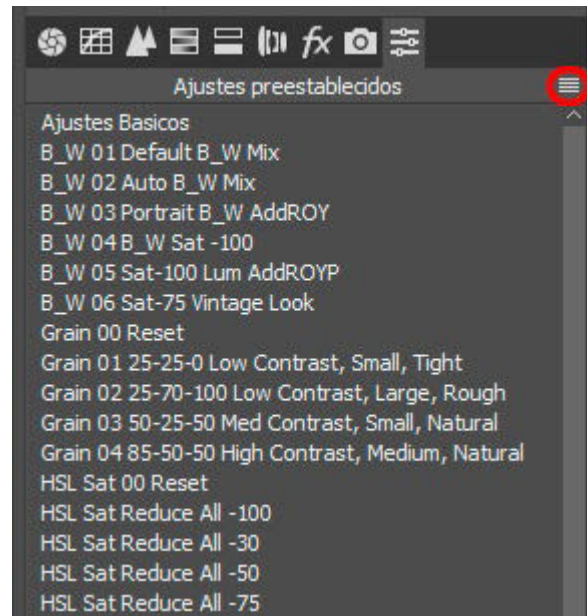 fx
Ajustes preestablecidos
Ajustes Basicos
B_W 01 Default B_W Mix
B_W 02 Auto B_W Mix
B_W 03 Portrait B_W AddROY
B_W 04 B_W Sat -100
B_W 05 Sat-100 Lum AddROYP
B_W 06 Sat-75 Vintage Look
Grain 00 Reset
Grain 01 25-25-0 Low Contrast, Small, Tight
Grain 02 25-70-100 Low Contrast, Large, Rough
Grain 03 50-25-50 Med Contrast, Small, Natural
Grain 04 85-50-50 High Contrast, Medium, Natural
HSL Sat 00 Reset
HSL Sat Reduce All -100
HSL Sat Reduce All -30
HSL Sat Reduce All -50
HSL Sat Reduce All -75